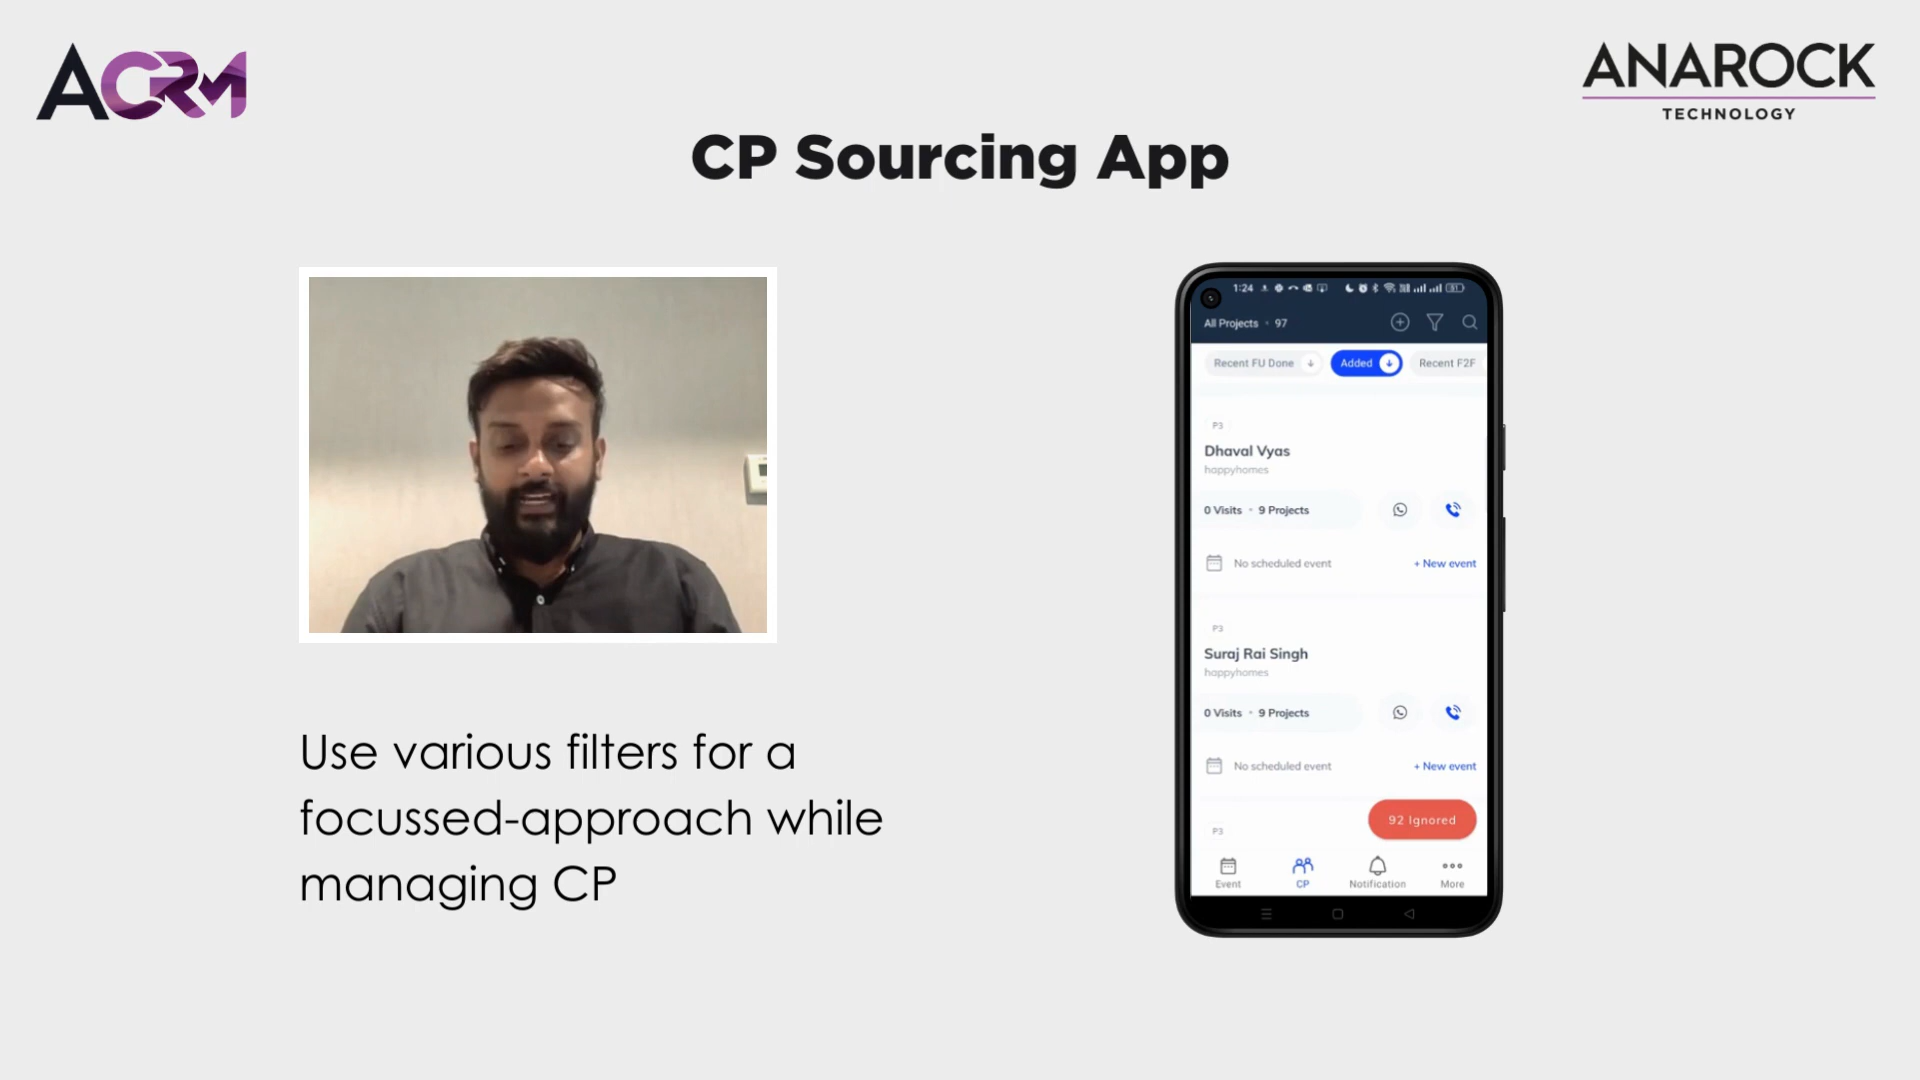 ACRM
ANAROCK
TECHNOLOGY
CP Sourcing App
Use various filters for a
focussed-approach while
managing CP
1:24
All Projects • 97
Recent FU Done
Added
Recent F2F
P3
Dhaval Vyas
happyhomes
0 Visits • 9 Projects
No scheduled event
+ New event
P3
Suraj Rai Singh
happyhomes
0 Visits • 9 Projects
No scheduled event
+ New event
P3
92 Ignored
Event
CP
Notification
More